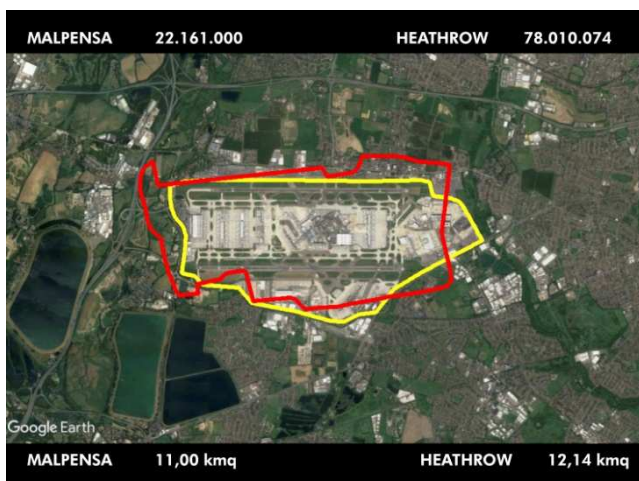 MALPENSA 22.161.000 HEATHROW 78.010.074
Google Earth
MALPENSA 11,00 kmq HEATHROW 12,14 kmq